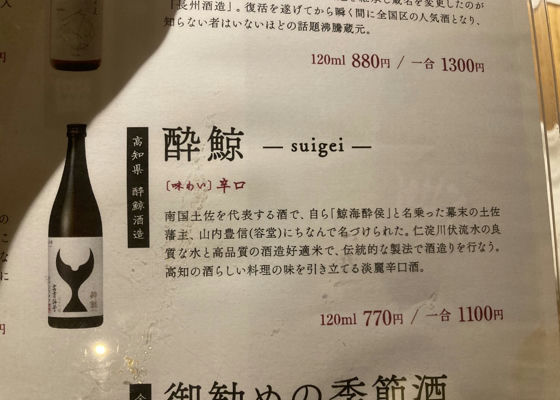 「長州酒造」。復活を遂げてから瞬く間に全国区の人気酒となり、
知らない者はいないほどの話題沸騰蔵元。
120ml 880円 / 一合 1300円
高知県 酔鯨酒造
酔鯨 — suigei —
〔味わい〕辛口
南国土佐を代表する酒で、自ら「鯨海酔侯」と名乗った幕末の土佐
藩主、山内豊信(容堂)にちなんで名づけられた。仁淀川伏流水の良
質な水と高品質の酒造好適米で、伝統的な製法で酒造りを行なう。
高知の酒らしい料理の味を引き立てる淡麗辛口酒。
120ml 770円 / 一合 1100円
御勧めの季節酒